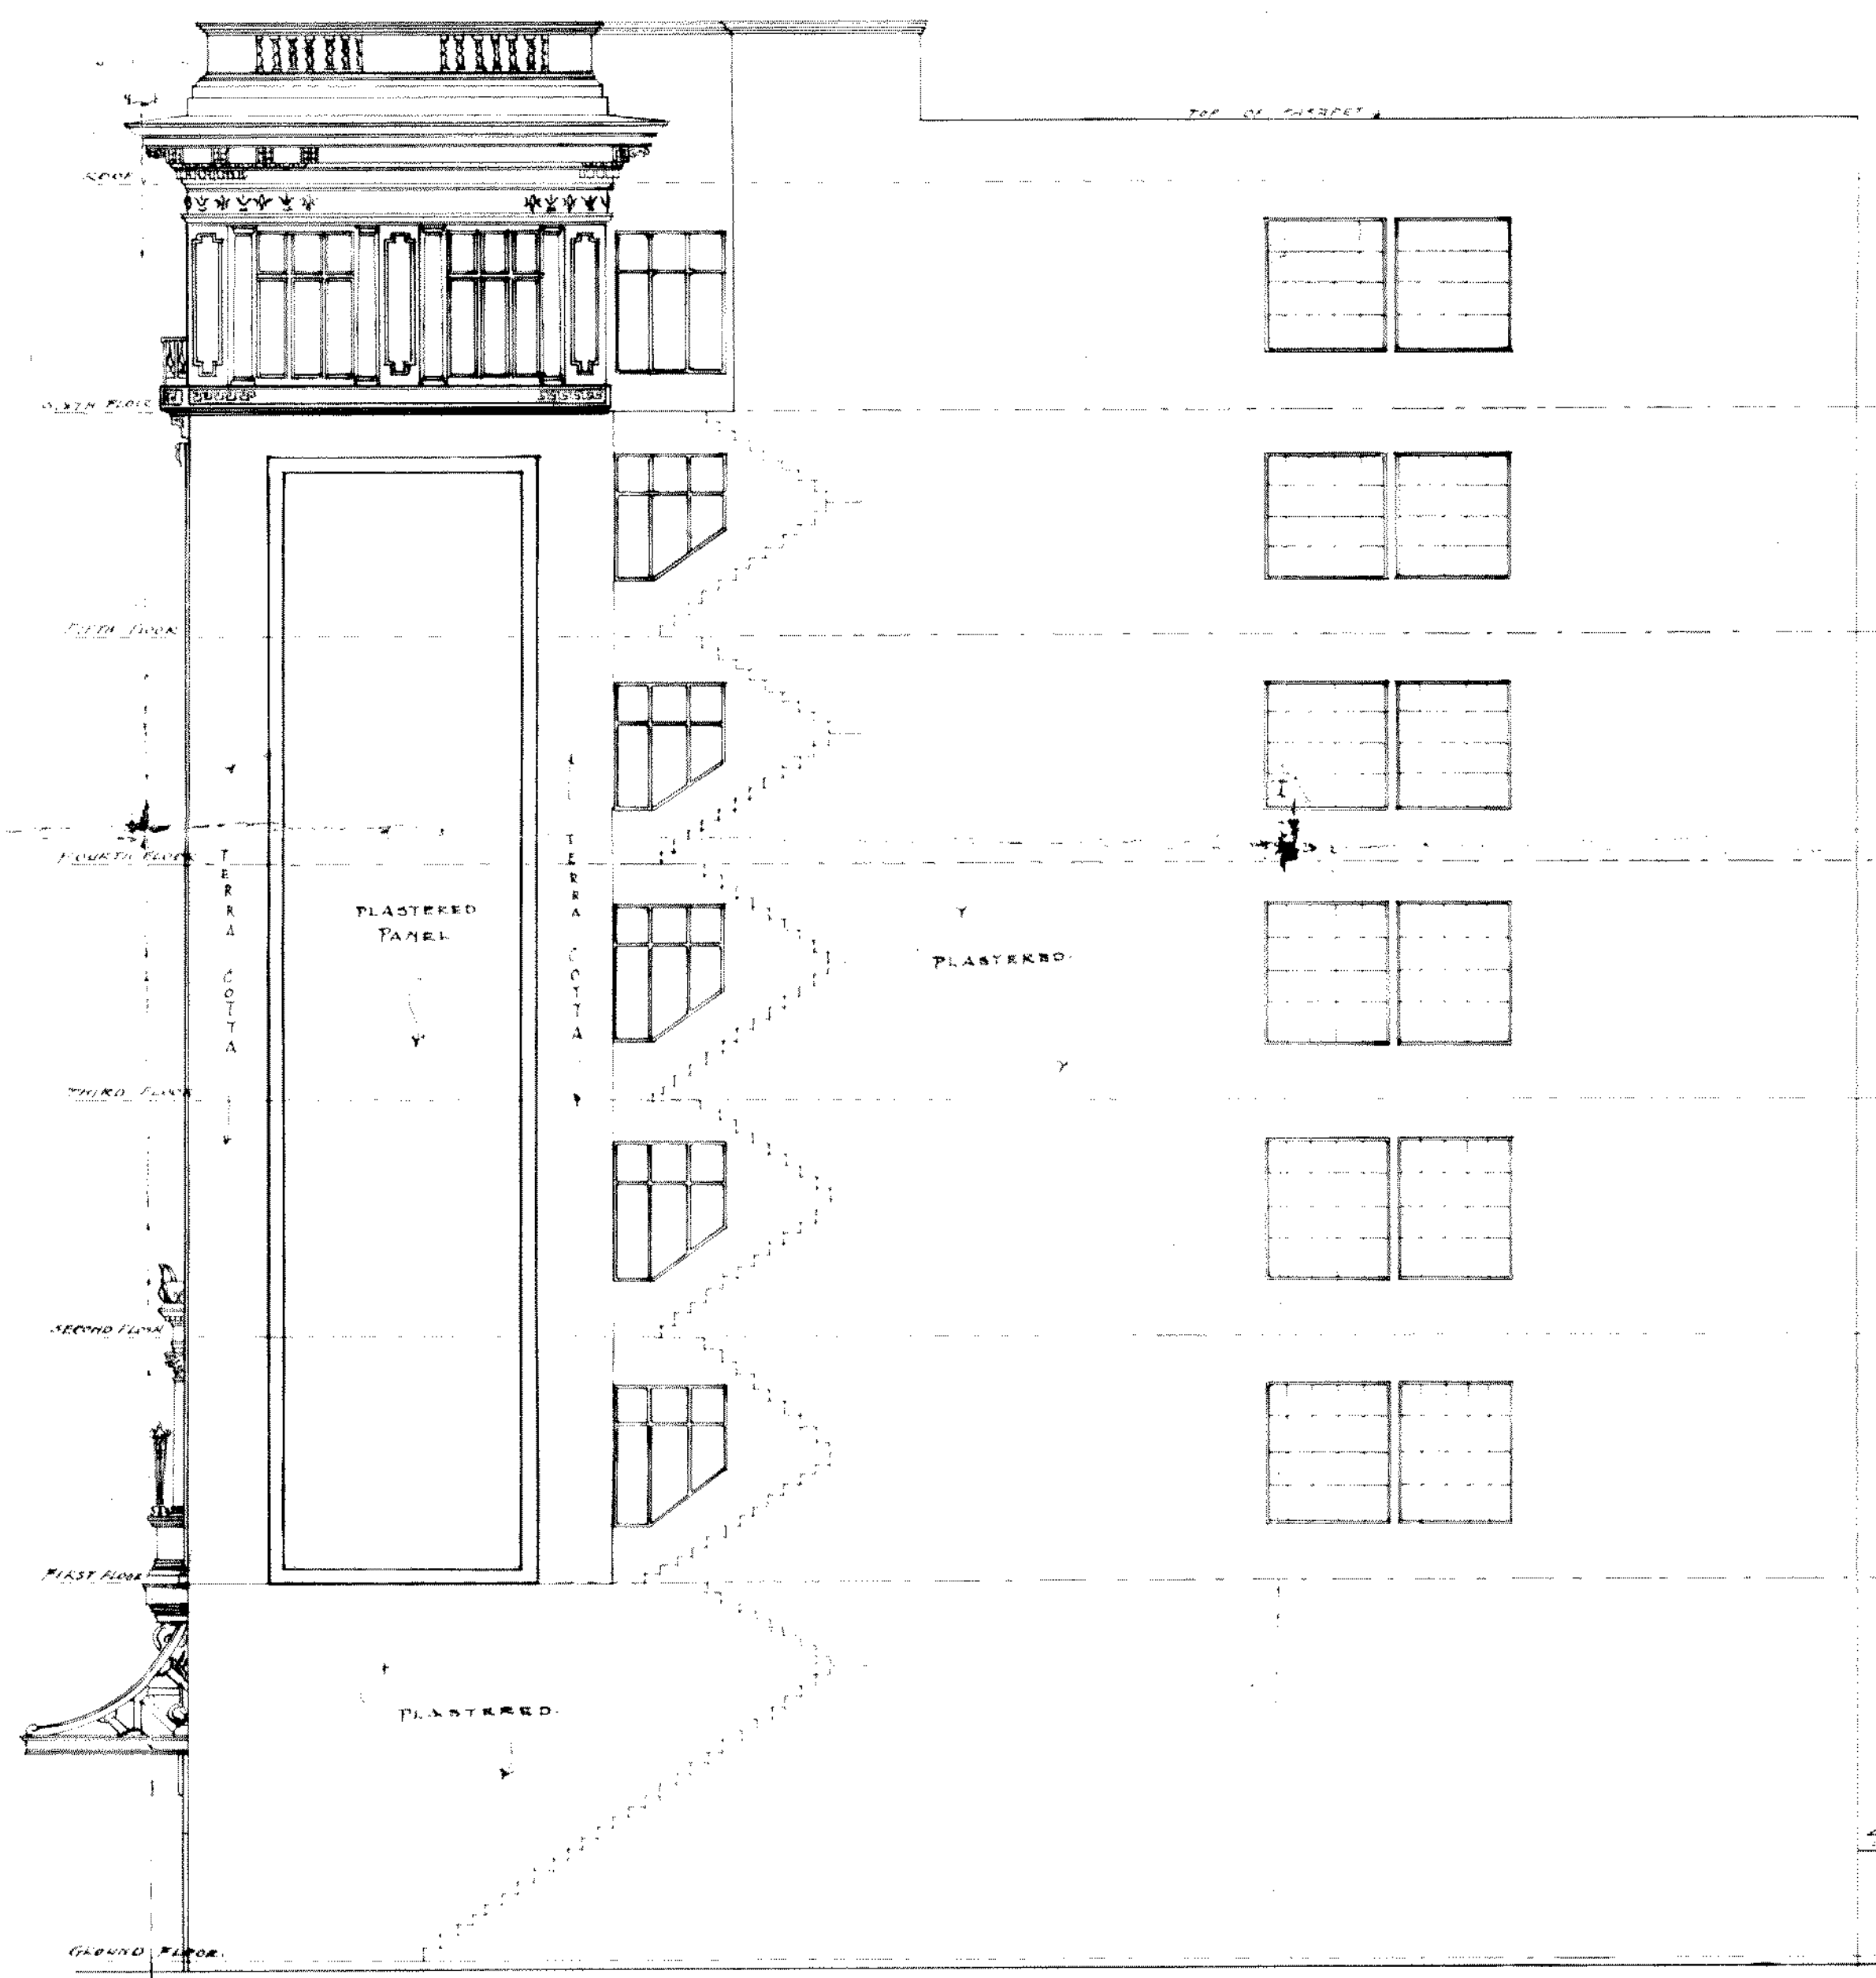 TOP OF PARAPET
ROOF
SIXTH FLOOR
FIFTH FLOOR
FOURTH FLOOR
TERRA COTTA
TERRA COTTA
PLASTERED
PANEL
PLASTERED.
THIRD FLOOR
SECOND FLOOR
FIRST FLOOR
PLASTERED.
GROUND FLOOR.